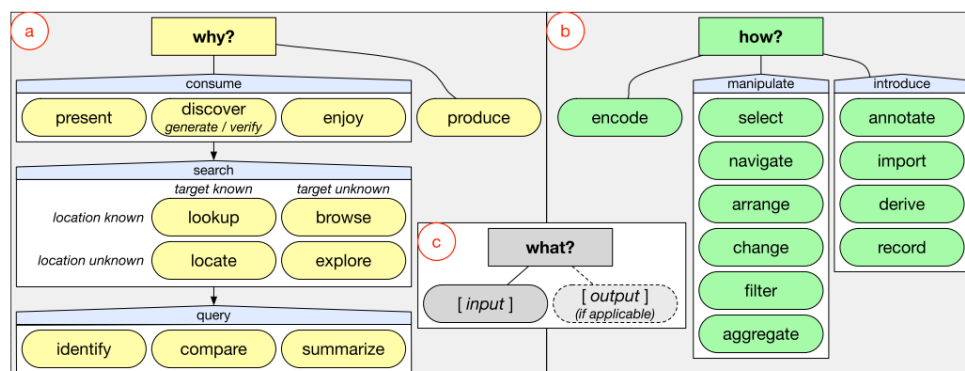 a
why?
consume
present
discover
generate / verify
enjoy
produce
search
target known
target unknown
location known
lookup
browse
location unknown
locate
explore
query
identify
compare
summarize
b
how?
encode
manipulate
select
navigate
arrange
change
filter
aggregate
introduce
annotate
import
derive
record
c
what?
[ input ]
[ output ]
(if applicable)